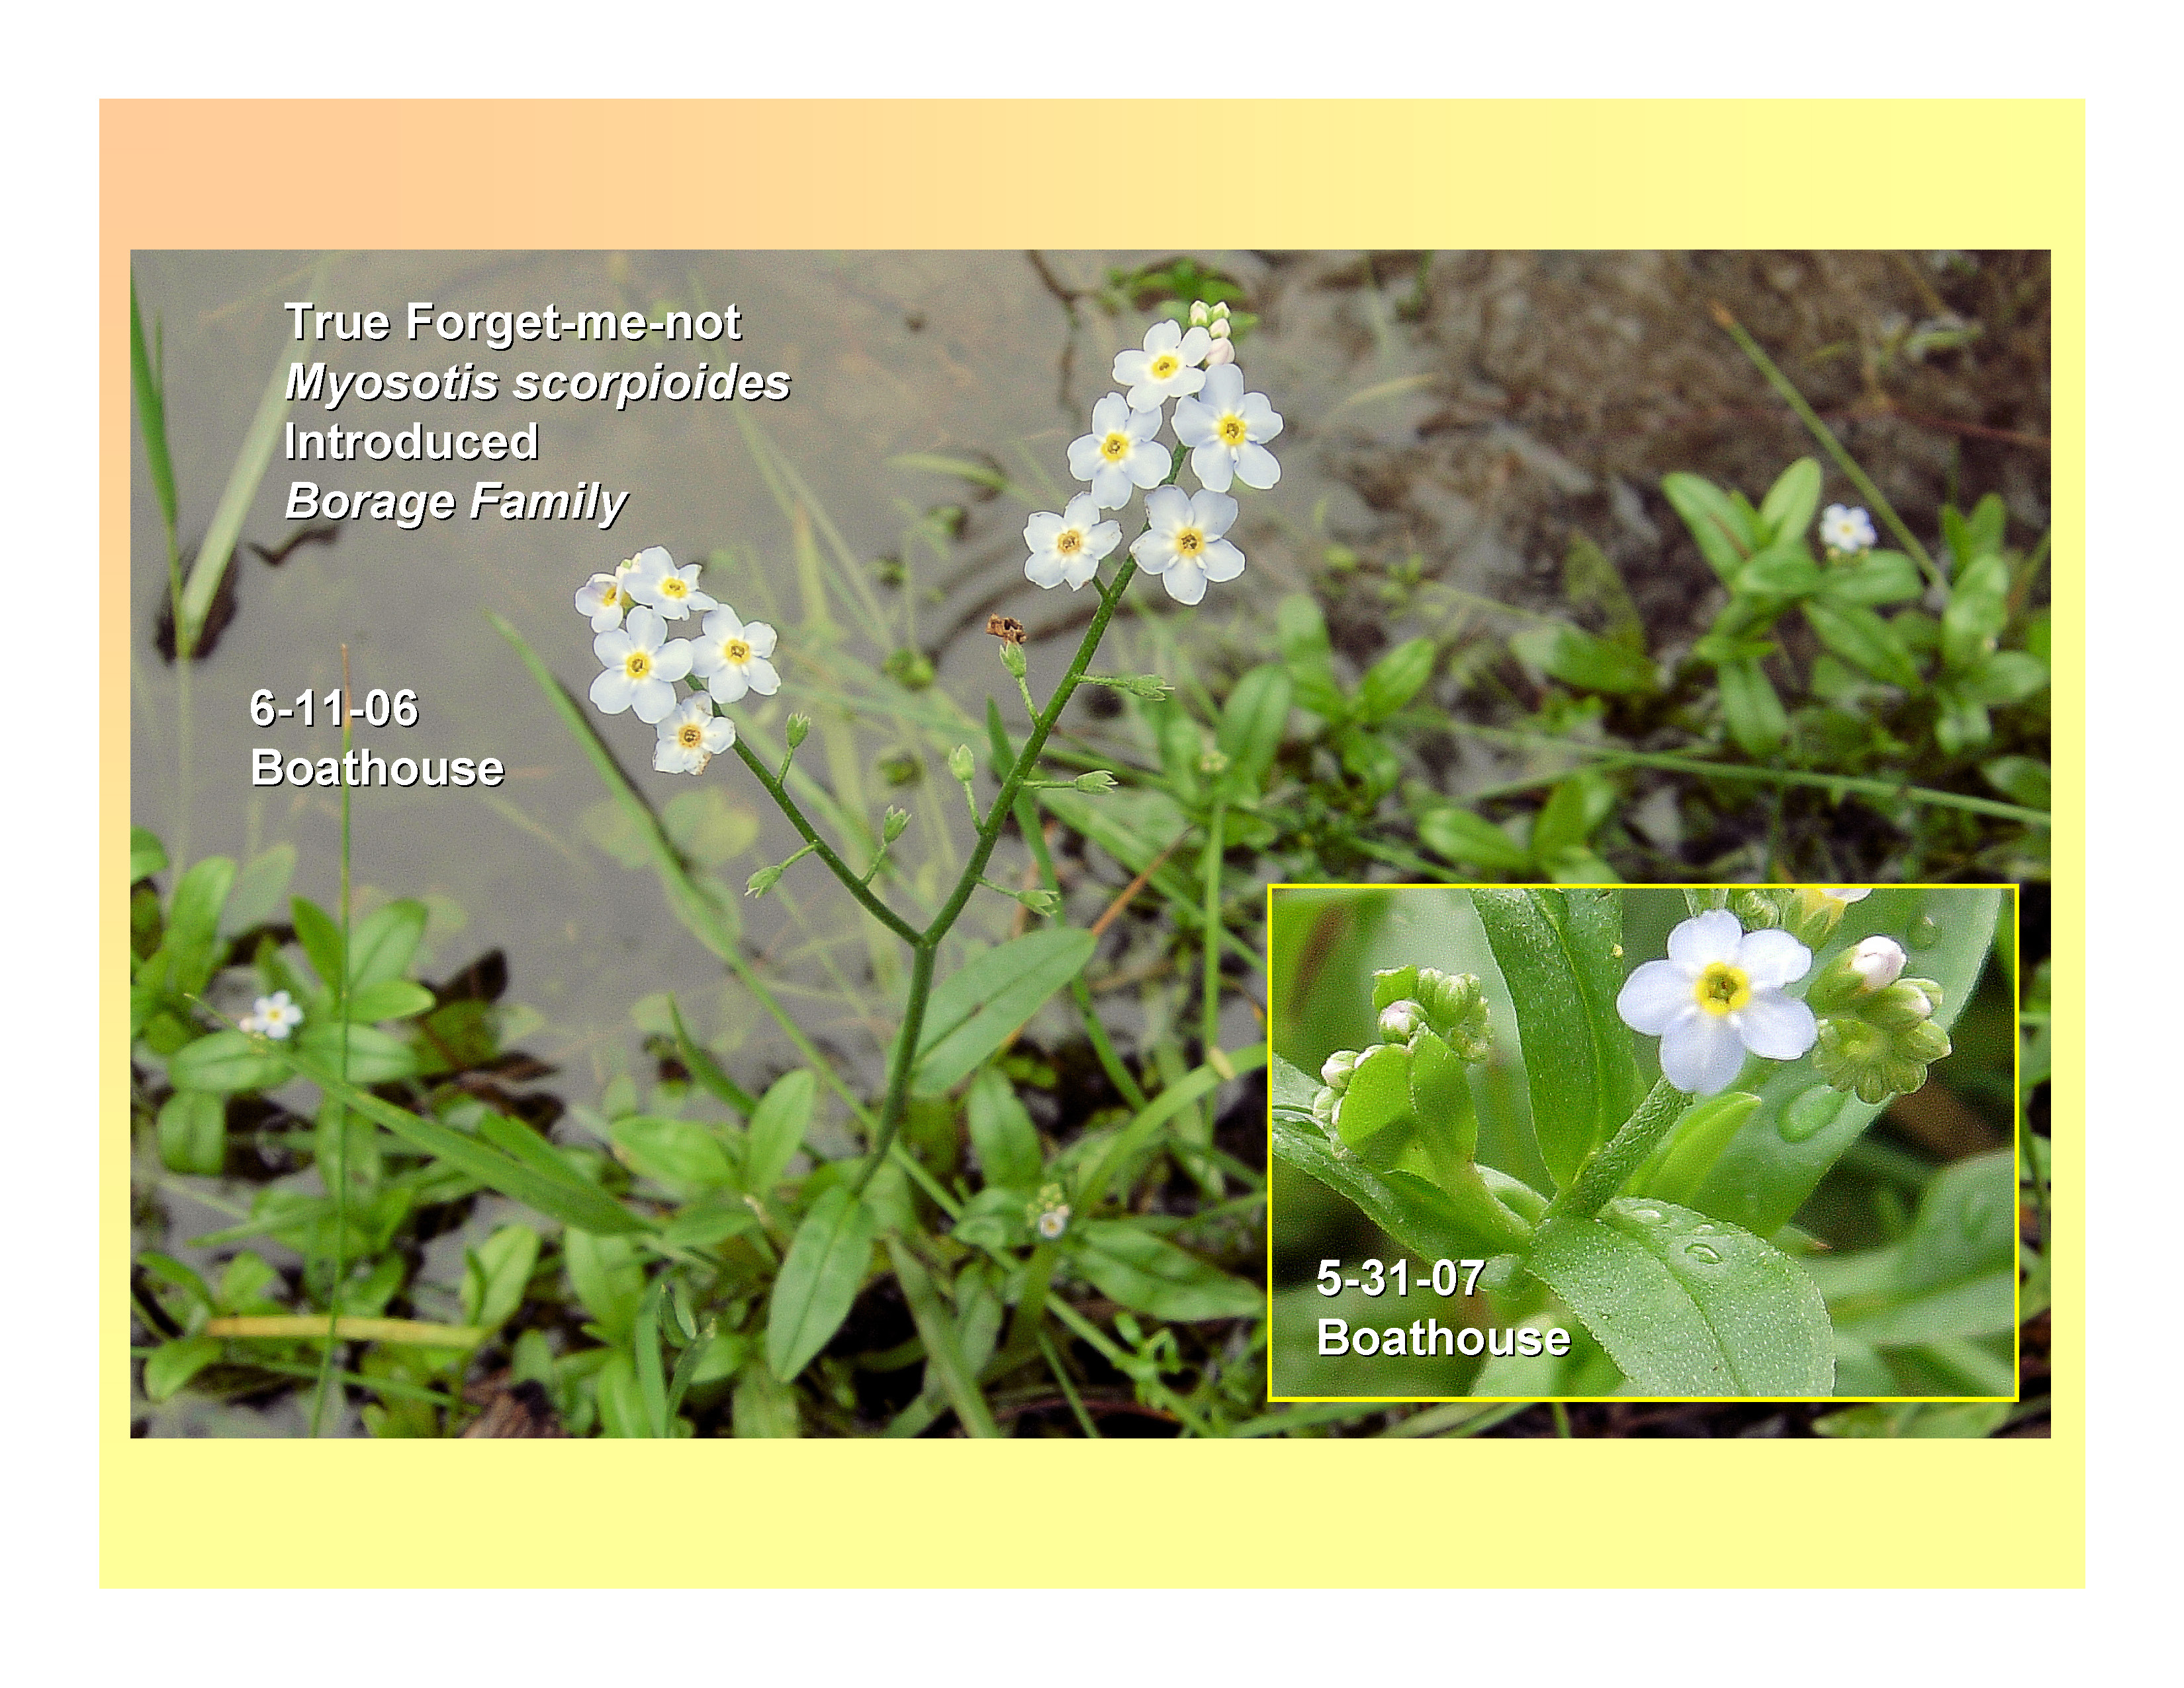 True Forget-me-not
Myosotis scorpioides
Introduced
Borage Family
6-11-06
Boathouse
5-31-07
Boathouse